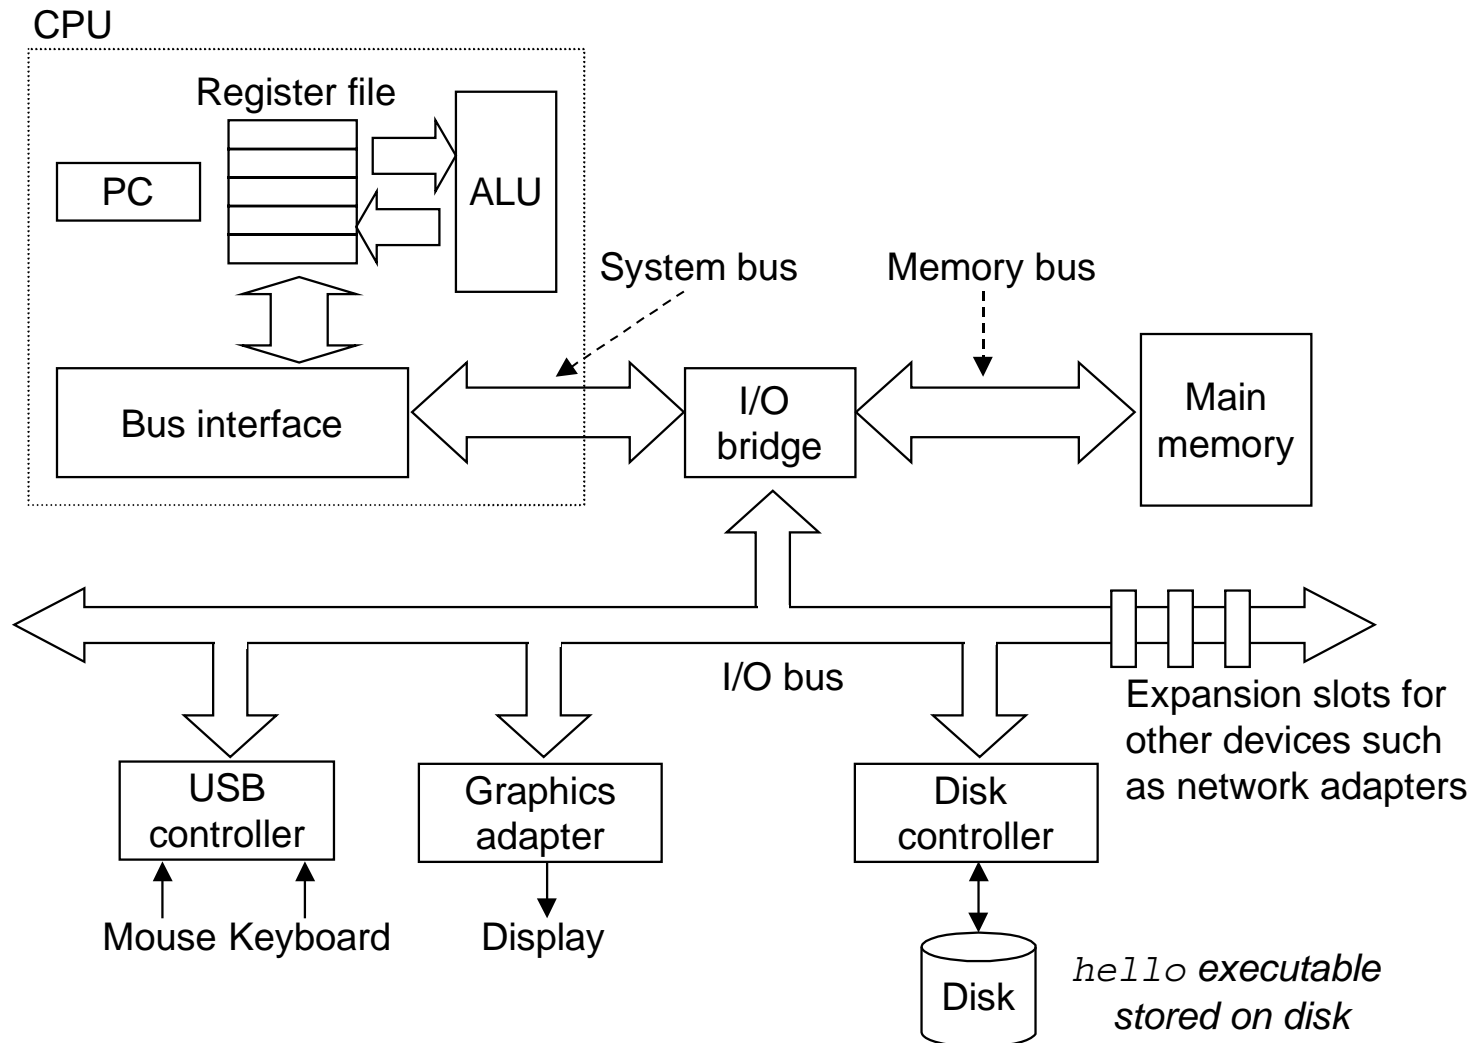 CPU
Register file
PC
ALU
System bus
Memory bus
Bus interface
I/O
bridge
Main
memory
I/O bus
Expansion slots for
other devices such
as network adapters
USB
controller
Graphics
adapter
Disk
controller
Mouse Keyboard
Display
Disk
hello executable
stored on disk